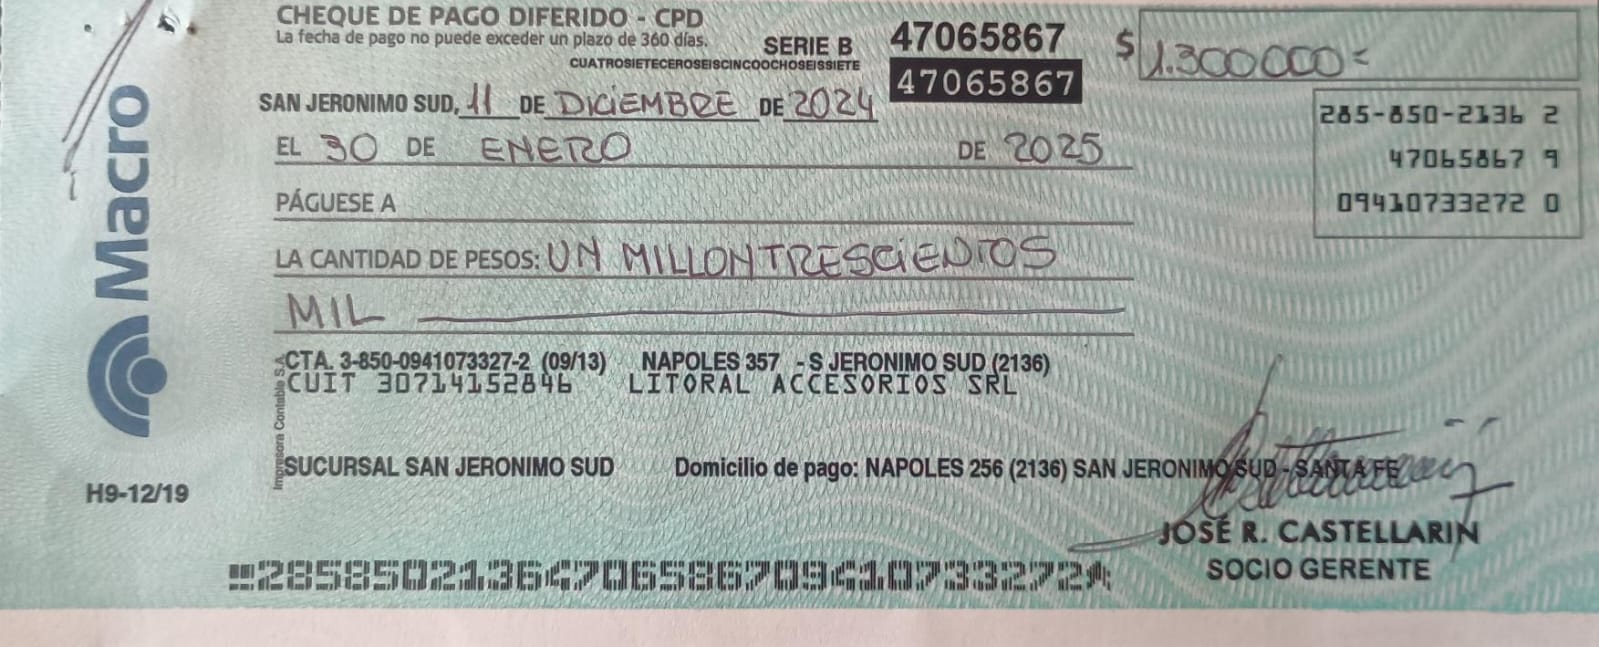 CHEQUE DE PAGO DIFERIDO - CPD
La fecha de pago no puede exceder un plazo de 360 días.
SERIE B 47065867
CUATROSIETECEROSEISCINCOOCHOSEISSIETE
47065867
$ 1.300000=
SAN JERONIMO SUD, 11 DE DICIEMBRE DE 2024
EL 30 DE ENERO DE 2025
285-850-2136 2
47065867 9
09410733272 0
PÁGUESE A
LA CANTIDAD DE PESOS: UN MILLON TRESCIENTOS
MIL
Macro
CTA. 3-850-0941073327-2 (09/13) NAPOLES 357 - S JERONIMO SUD (2136)
CUIT 30714152846 LITORAL ACCESORIOS SRL
Impresora Contable S.A.
SUCURSAL SAN JERONIMO SUD Domicilio de pago: NAPOLES 256 (2136) SAN JERONIMO SUD - SANTA FE
H9-12/19
JOSÉ R. CASTELLARIN
SOCIO GERENTE
28585021364706586709410733272